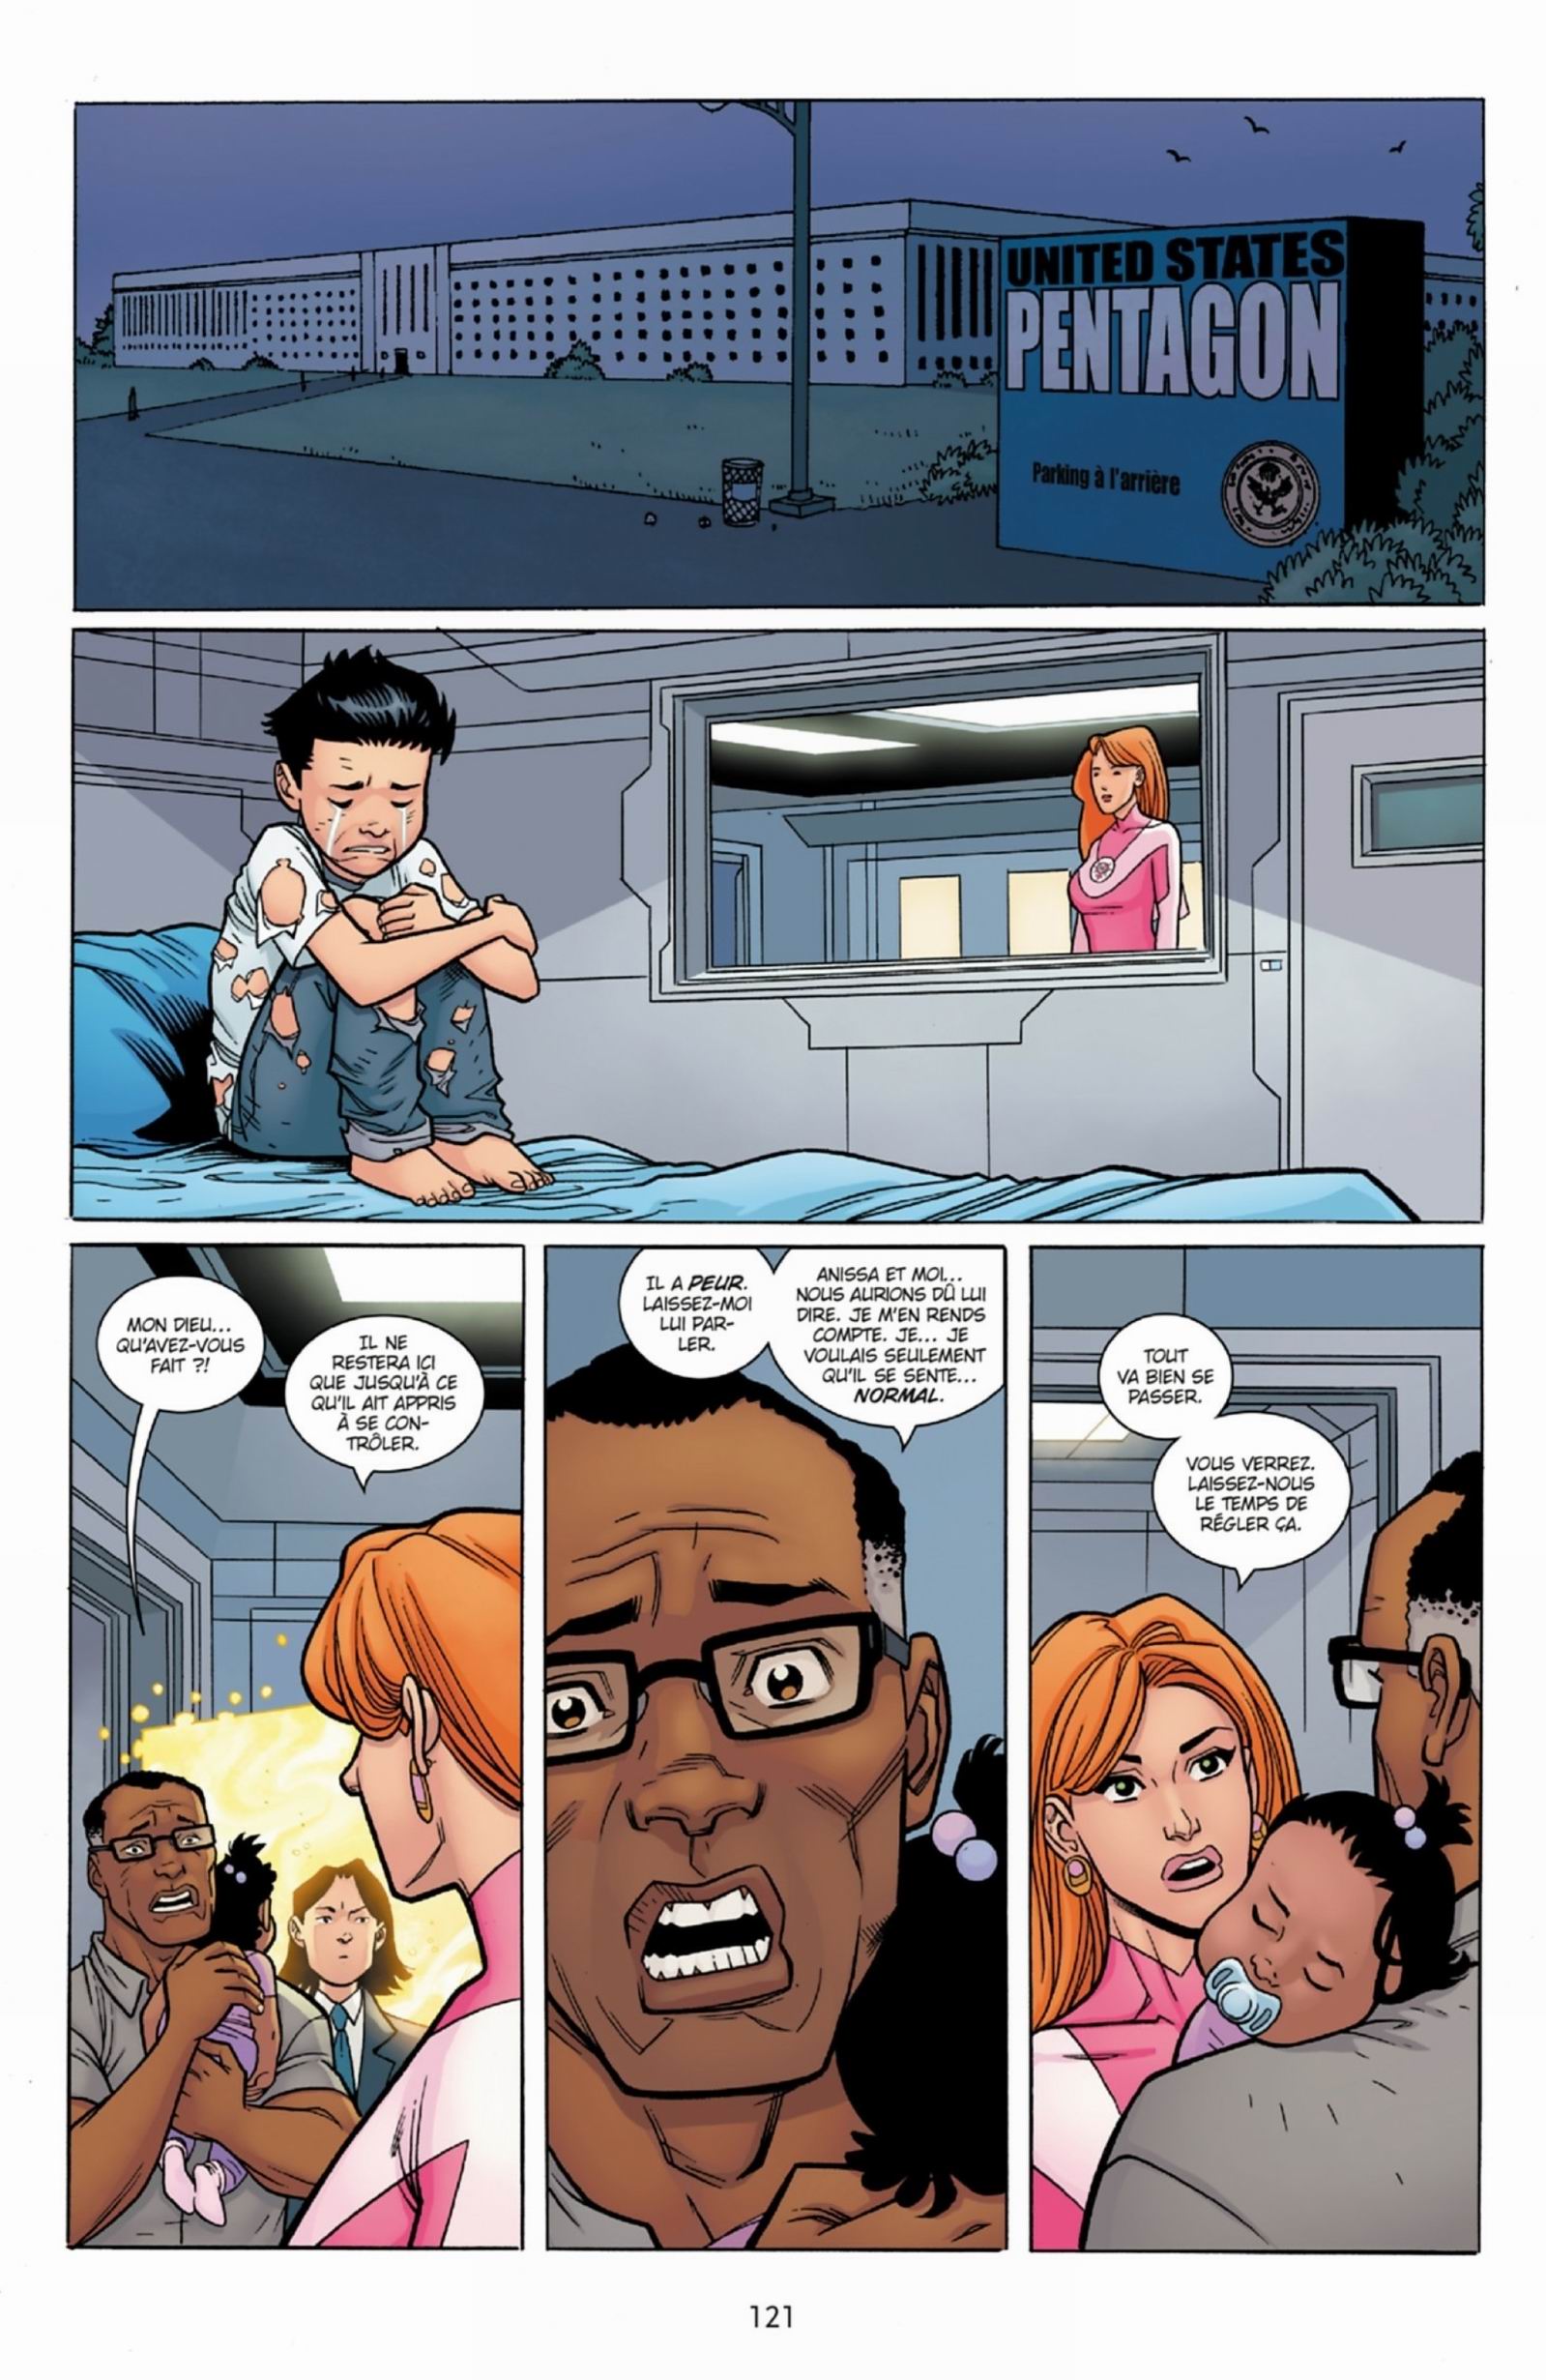 UNITED STATES
PENTAGON
Parking à l'arrière
MON DIEU...
QU'AVEZ-VOUS
FAIT ?!
IL NE
RESTERA ICI
QUE JUSQU'À CE
QU'IL AIT APPRIS
À SE CON-
TRÔLER.
IL A PEUR.
LAISSEZ-MOI
LUI PAR-
LER.
ANISSA ET MOI...
NOUS AURIONS DÛ LUI
DIRE. JE M'EN RENDS
COMPTE. JE... JE
VOULAIS SEULEMENT
QU'IL SE SENTE...
NORMAL.
TOUT
VA BIEN SE
PASSER.
VOUS VERREZ.
LAISSEZ-NOUS
LE TEMPS DE
RÉGLER ÇA.
121